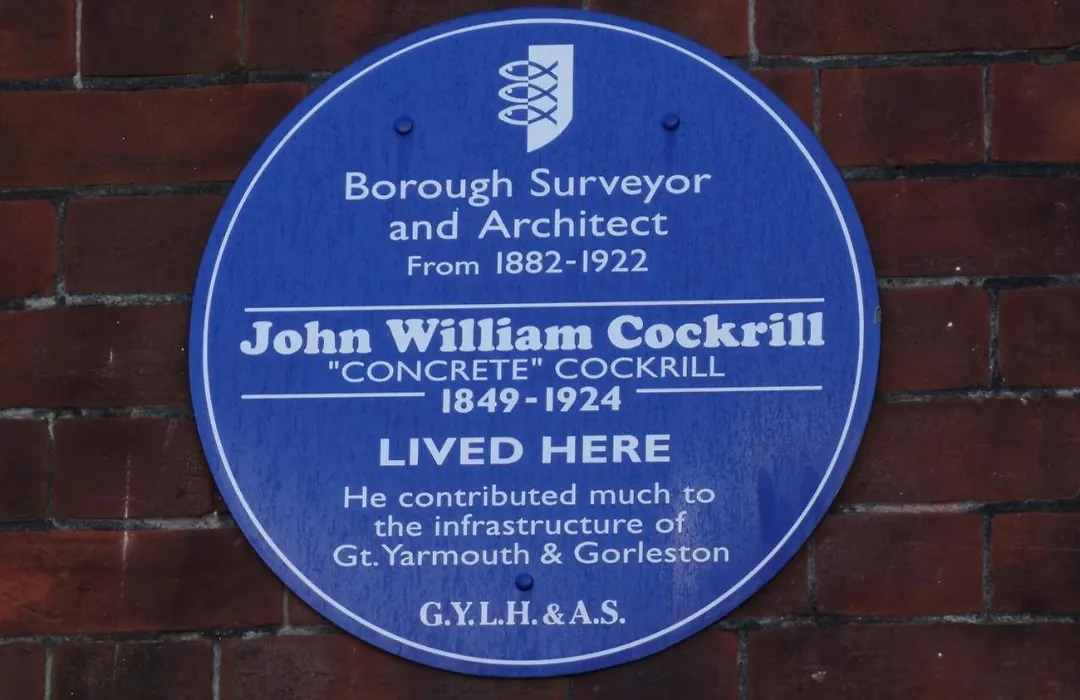 Borough Surveyor
and Architect
From 1882-1922
John William Cockrill
"CONCRETE" COCKRILL
1849-1924
LIVED HERE
He contributed much to
the infrastructure of
Gt. Yarmouth & Gorleston
G.Y.L.H. & A.S.